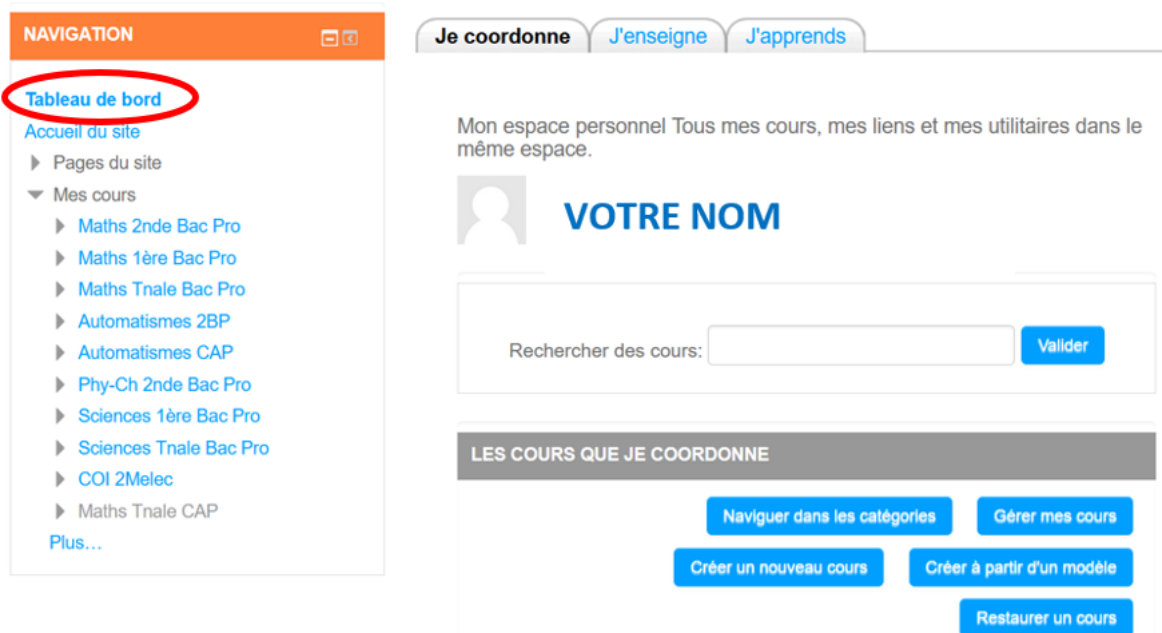 NAVIGATION
Tableau de bord
Accueil du site
Pages du site
Mes cours
Maths 2nde Bac Pro
Maths 1ère Bac Pro
Maths Tnale Bac Pro
Automatismes 2BP
Automatismes CAP
Phy-Ch 2nde Bac Pro
Sciences 1ère Bac Pro
Sciences Tnale Bac Pro
COI 2Melec
Maths Tnale CAP
Plus...
Je coordonne J'enseigne J'apprends
Mon espace personnel Tous mes cours, mes liens et mes utilitaires dans le
même espace.
VOTRE NOM
Rechercher des cours: Valider
LES COURS QUE JE COORDONNE
Naviguer dans les catégories Gérer mes cours
Créer un nouveau cours Créer à partir d'un modèle
Restaurer un cours